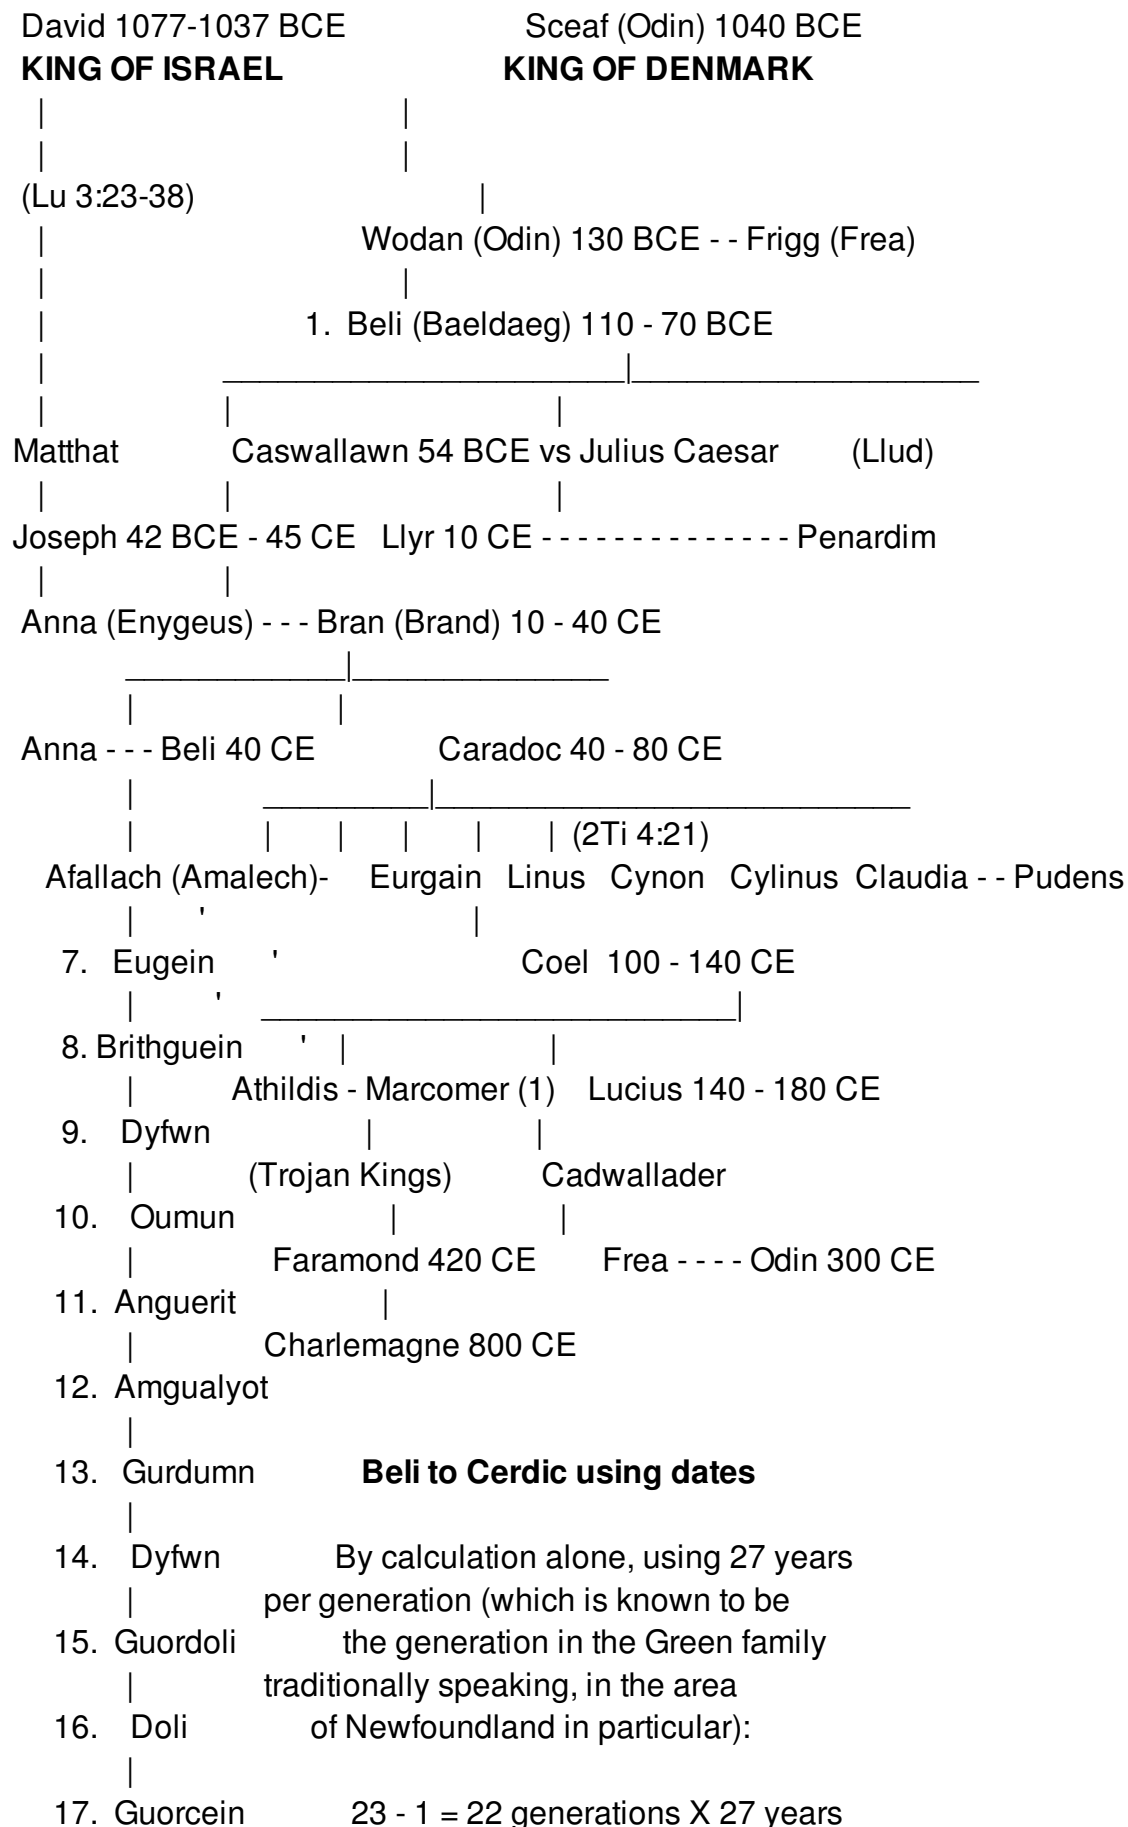 David 1077-1037 BCE Sceaf (Odin) 1040 BCE
KING OF ISRAEL KING OF DENMARK
| |
| |
(Lu 3:23-38) |
| Wodan (Odin) 130 BCE - - Frigg (Frea)
| |
| 1. Beli (Baeldaeg) 110 - 70 BCE
| ______________________|___________________
| | |
Matthat Caswallawn 54 BCE vs Julius Caesar (Llud)
| | |
Joseph 42 BCE - 45 CE Llyr 10 CE - - - - - - - - - - - - - - Penardim
| |
Anna (Enygeus) - - - Bran (Brand) 10 - 40 CE
____________|______________
| |
Anna - - - Beli 40 CE Caradoc 40 - 80 CE
| _________|__________________________
| | | | | | (2Ti 4:21)
Afallach (Amalech)- Eurgain Linus Cynon Cylinus Claudia - - Pudens
| ' |
7. Eugein ' Coel 100 - 140 CE
| ' __________________________|
8. Brithguein ' | |
| Athildis - Marcomer (1) Lucius 140 - 180 CE
9. Dyfwn | |
| (Trojan Kings) Cadwallader
10. Oumun | |
| Faramond 420 CE Frea - - - - Odin 300 CE
11. Anguerit |
| Charlemagne 800 CE
12. Amgualyot
|
13. Gurdumn Beli to Cerdic using dates
|
14. Dyfwn By calculation alone, using 27 years
| per generation (which is known to be
15. Guordoli the generation in the Green family
| traditionally speaking, in the area
16. Doli of Newfoundland in particular):
|
17. Guorcein 23 - 1 = 22 generations X 27 years